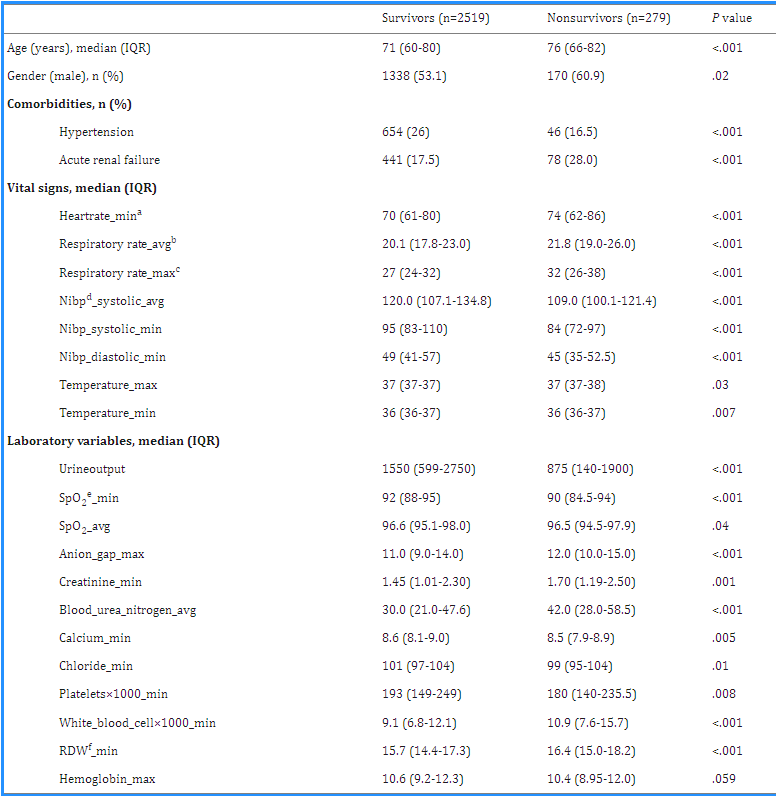 Survivors (n=2519) Nonsurvivors (n=279) P value
Age (years), median (IQR) 71 (60-80) 76 (66-82) <.001
Gender (male), n (%) 1338 (53.1) 170 (60.9) .02
Comorbidities, n (%)
Hypertension 654 (26) 46 (16.5) <.001
Acute renal failure 441 (17.5) 78 (28.0) <.001
Vital signs, median (IQR)
Heartrate_minᵃ 70 (61-80) 74 (62-86) <.001
Respiratory rate_avgᵇ 20.1 (17.8-23.0) 21.8 (19.0-26.0) <.001
Respiratory rate_maxᶜ 27 (24-32) 32 (26-38) <.001
Nibpᵈ_systolic_avg 120.0 (107.1-134.8) 109.0 (100.1-121.4) <.001
Nibp_systolic_min 95 (83-110) 84 (72-97) <.001
Nibp_diastolic_min 49 (41-57) 45 (35-52.5) <.001
Temperature_max 37 (37-37) 37 (37-38) .03
Temperature_min 36 (36-37) 36 (36-37) .007
Laboratory variables, median (IQR)
Urineoutput 1550 (599-2750) 875 (140-1900) <.001
SpO₂ᵉ_min 92 (88-95) 90 (84.5-94) <.001
SpO₂_avg 96.6 (95.1-98.0) 96.5 (94.5-97.9) .04
Anion_gap_max 11.0 (9.0-14.0) 12.0 (10.0-15.0) <.001
Creatinine_min 1.45 (1.01-2.30) 1.70 (1.19-2.50) .001
Blood_urea_nitrogen_avg 30.0 (21.0-47.6) 42.0 (28.0-58.5) <.001
Calcium_min 8.6 (8.1-9.0) 8.5 (7.9-8.9) .005
Chloride_min 101 (97-104) 99 (95-104) .01
Platelets×1000_min 193 (149-249) 180 (140-235.5) .008
White_blood_cell×1000_min 9.1 (6.8-12.1) 10.9 (7.6-15.7) <.001
RDWᶠ_min 15.7 (14.4-17.3) 16.4 (15.0-18.2) <.001
Hemoglobin_max 10.6 (9.2-12.3) 10.4 (8.95-12.0) .059